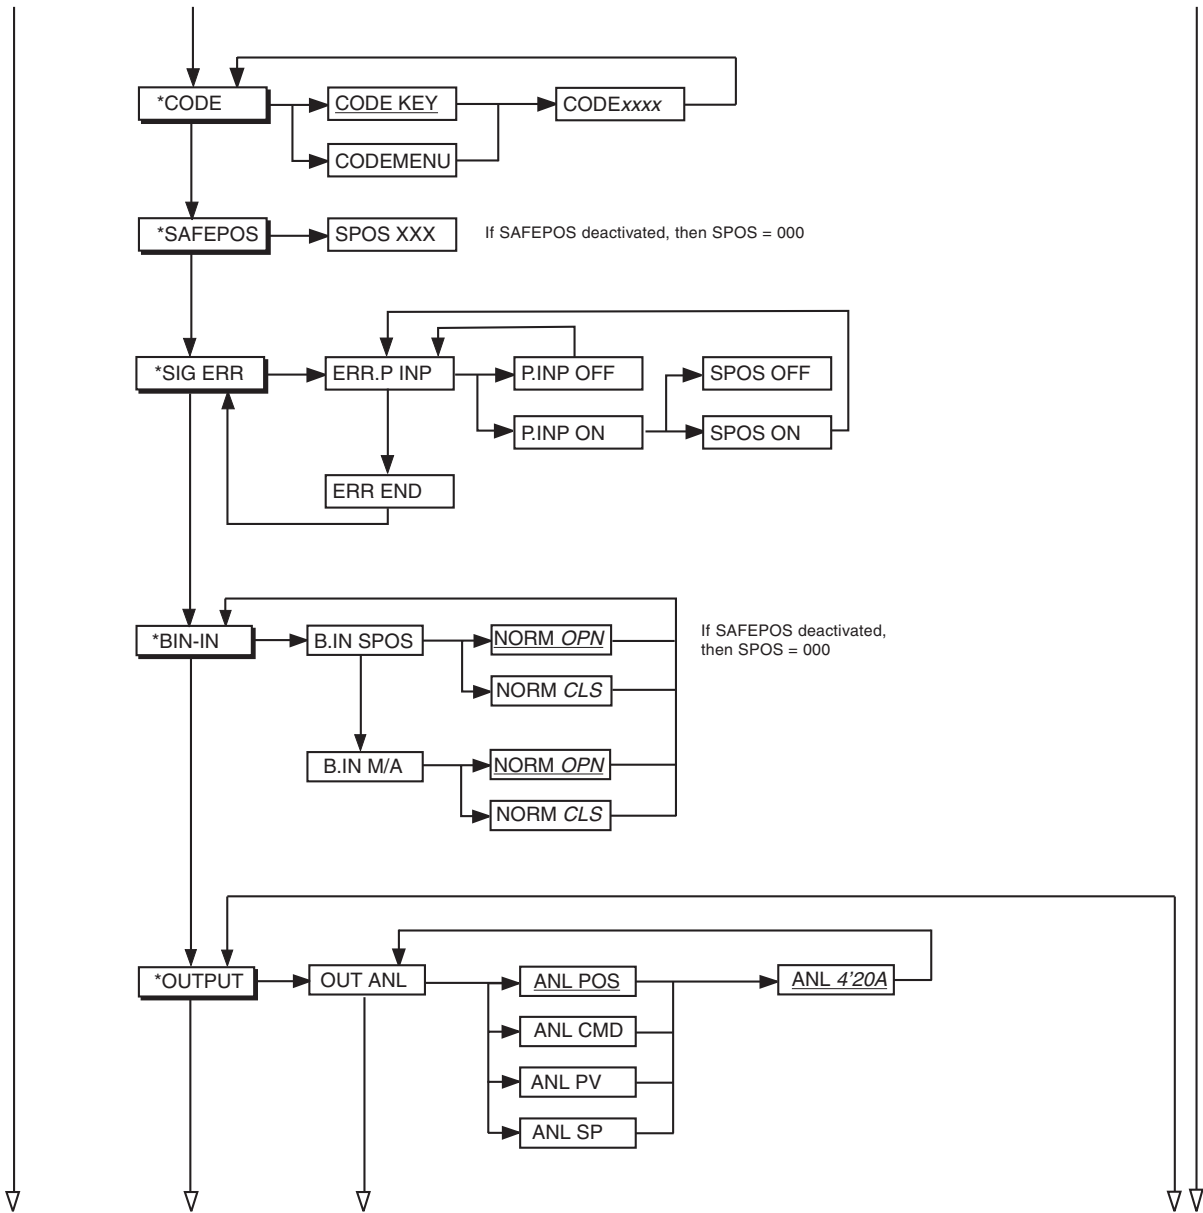 *CODE
CODE KEY
CODExxxx
CODEMENU
*SAFEPOS
SPOS XXX
If SAFEPOS deactivated, then SPOS = 000
*SIG ERR
ERR.P INP
P.INP OFF
SPOS OFF
P.INP ON
SPOS ON
ERR END
*BIN-IN
B.IN SPOS
NORM OPN
If SAFEPOS deactivated,
then SPOS = 000
NORM CLS
B.IN M/A
NORM OPN
NORM CLS
*OUTPUT
OUT ANL
ANL POS
ANL 4'20A
ANL CMD
ANL PV
ANL SP